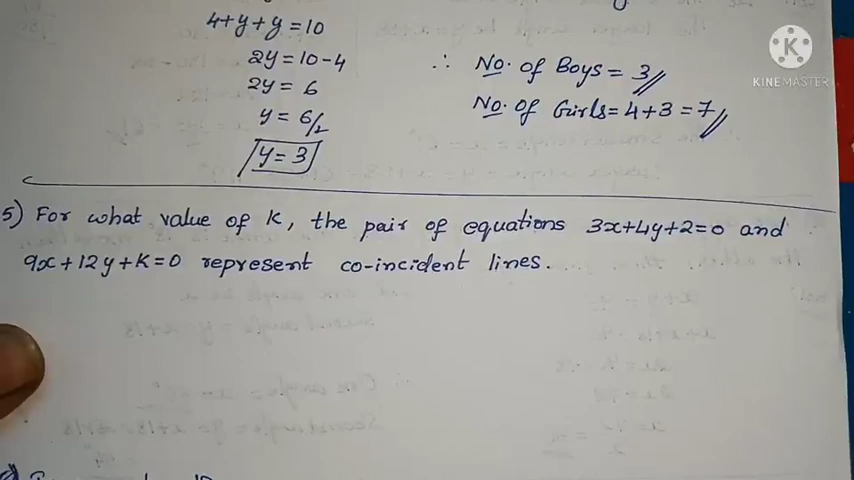 4+y+y=10
2y=10-4
2y= 6
y= 6/2
y=3
∴ No. of Boys = 3//
No. of Girls= 4+3 =7//
K
KINEMASTER
5) For what value of K, the pair of equations 3x+4y+2=0 and
9x+12y+K=0 represent co-incident lines.